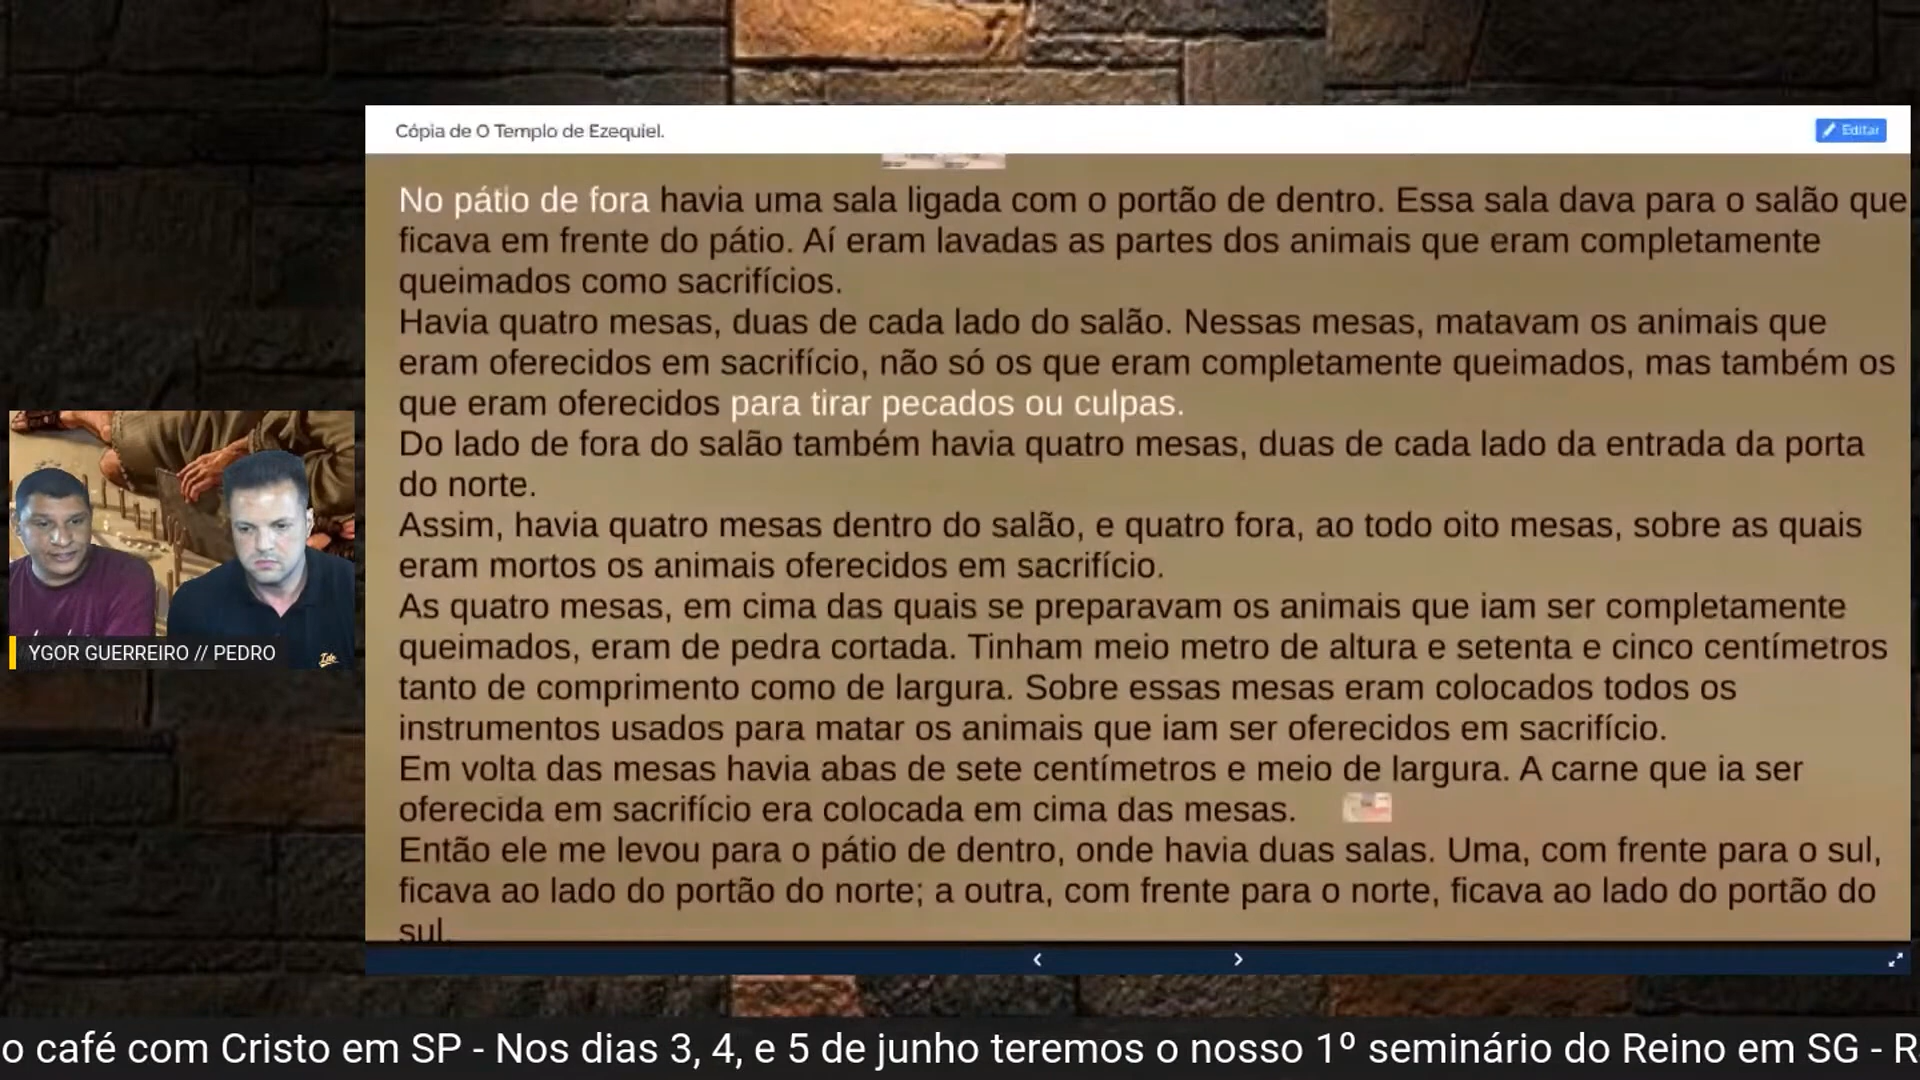 Cópia de O Templo de Ezequiel.
Editar
No pátio de fora havia uma sala ligada com o portão de dentro. Essa sala dava para o salão que
ficava em frente do pátio. Aí eram lavadas as partes dos animais que eram completamente
queimados como sacrifícios.
Havia quatro mesas, duas de cada lado do salão. Nessas mesas, matavam os animais que
eram oferecidos em sacrifício, não só os que eram completamente queimados, mas também os
que eram oferecidos para tirar pecados ou culpas.
Do lado de fora do salão também havia quatro mesas, duas de cada lado da entrada da porta
do norte.
Assim, havia quatro mesas dentro do salão, e quatro fora, ao todo oito mesas, sobre as quais
eram mortos os animais oferecidos em sacrifício.
As quatro mesas, em cima das quais se preparavam os animais que iam ser completamente
queimados, eram de pedra cortada. Tinham meio metro de altura e setenta e cinco centímetros
tanto de comprimento como de largura. Sobre essas mesas eram colocados todos os
instrumentos usados para matar os animais que iam ser oferecidos em sacrifício.
Em volta das mesas havia abas de sete centímetros e meio de largura. A carne que ia ser
oferecida em sacrifício era colocada em cima das mesas.
Então ele me levou para o pátio de dentro, onde havia duas salas. Uma, com frente para o sul,
ficava ao lado do portão do norte; a outra, com frente para o norte, ficava ao lado do portão do
sul.
YGOR GUERREIRO // PEDRO
o café com Cristo em SP - Nos dias 3, 4, e 5 de junho teremos o nosso 1º seminário do Reino em SG - R